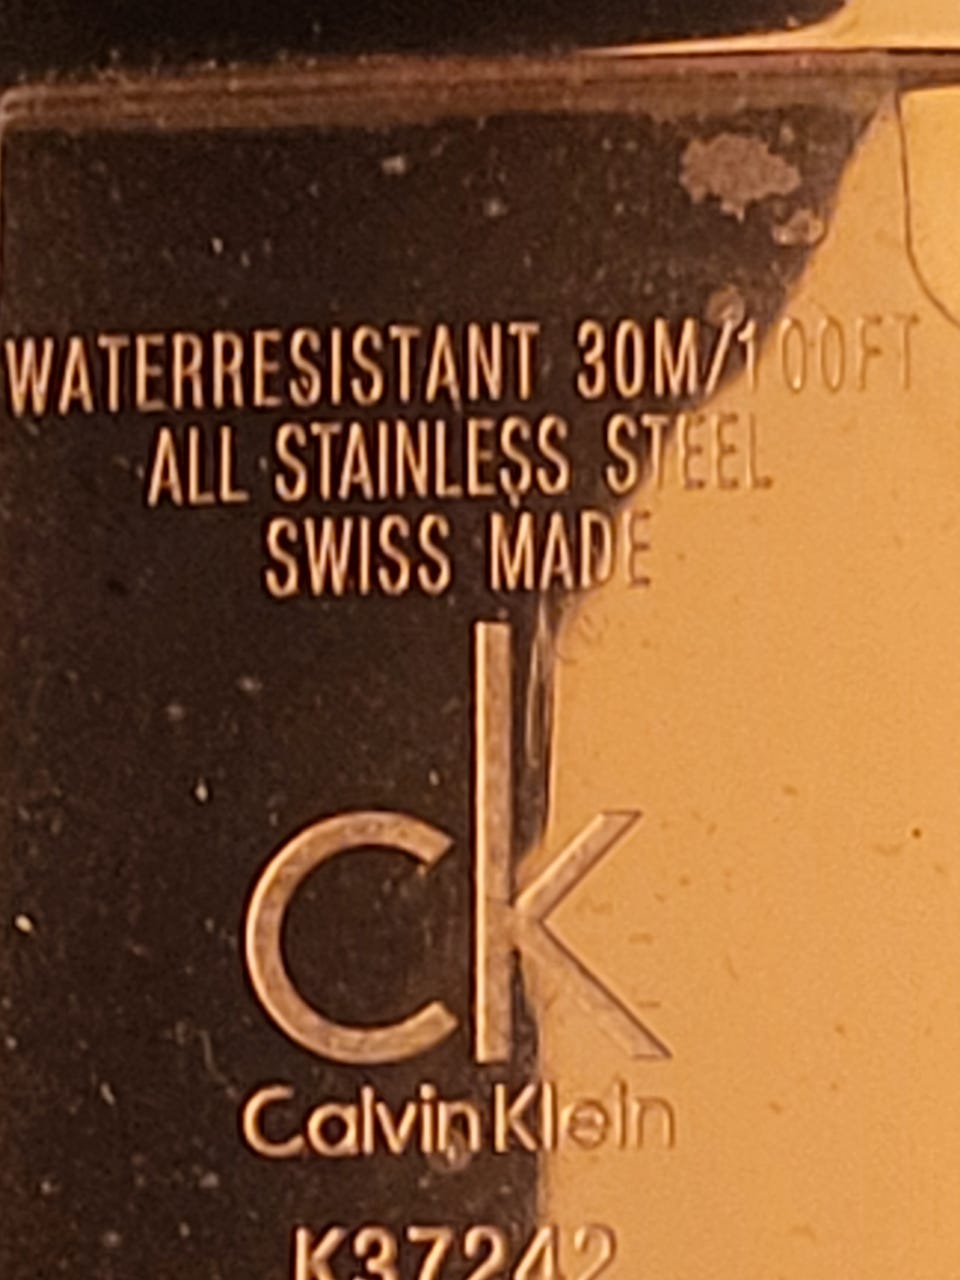 WATERRESISTANT 30M/100FT
ALL STAINLESS STEEL
SWISS MADE
ck
Calvin Klein
K37242